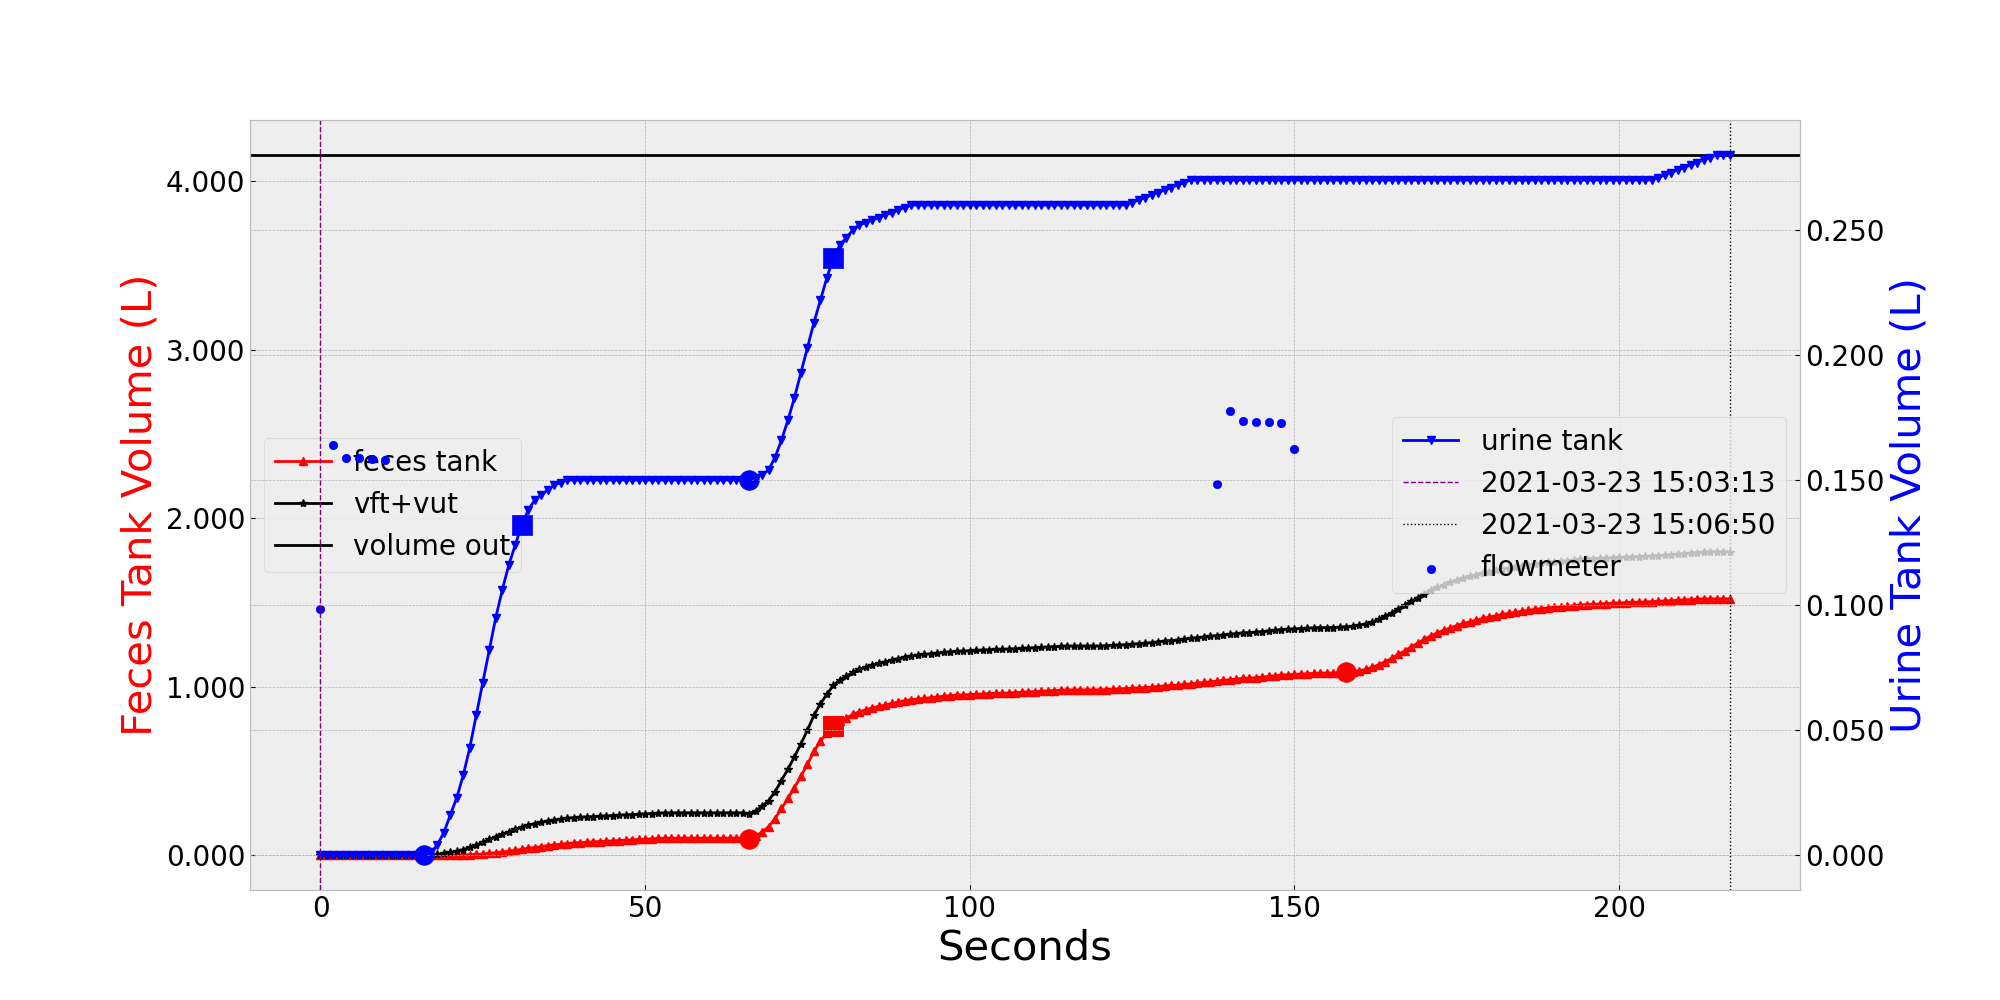 4.000
3.000
2.000
1.000
0.000
Feces Tank Volume (L)
feces tank
vft+vut
volume out
urine tank
2021-03-23 15:03:13
2021-03-23 15:06:50
flowmeter
0.250
0.200
0.150
0.100
0.050
0.000
Urine Tank Volume (L)
0 50 100 150 200
Seconds